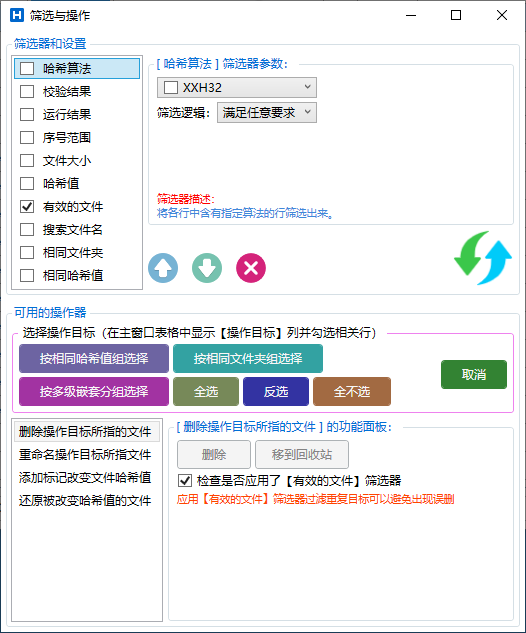 H 筛选与操作
筛选器和设置
哈希算法
校验结果
运行结果
序号范围
文件大小
哈希值
有效的文件
搜索文件名
相同文件夹
相同哈希值
[ 哈希算法 ] 筛选器参数：
XXH32
筛选逻辑： 满足任意要求
筛选器描述：
将各行中含有指定算法的行筛选出来。
可用的操作器
选择操作目标（在主窗口表格中显示【操作目标】列并勾选相关行）
按相同哈希值组选择 按相同文件夹组选择
按多级嵌套分组选择 全选 反选 全不选
取消
删除操作目标所指的文件
重命名操作目标所指文件
添加标记改变文件哈希值
还原被改变哈希值的文件
[ 删除操作目标所指的文件 ] 的功能面板：
删除 移到回收站
检查是否应用了【有效的文件】筛选器
应用【有效的文件】筛选器过滤重复目标可以避免出现误删